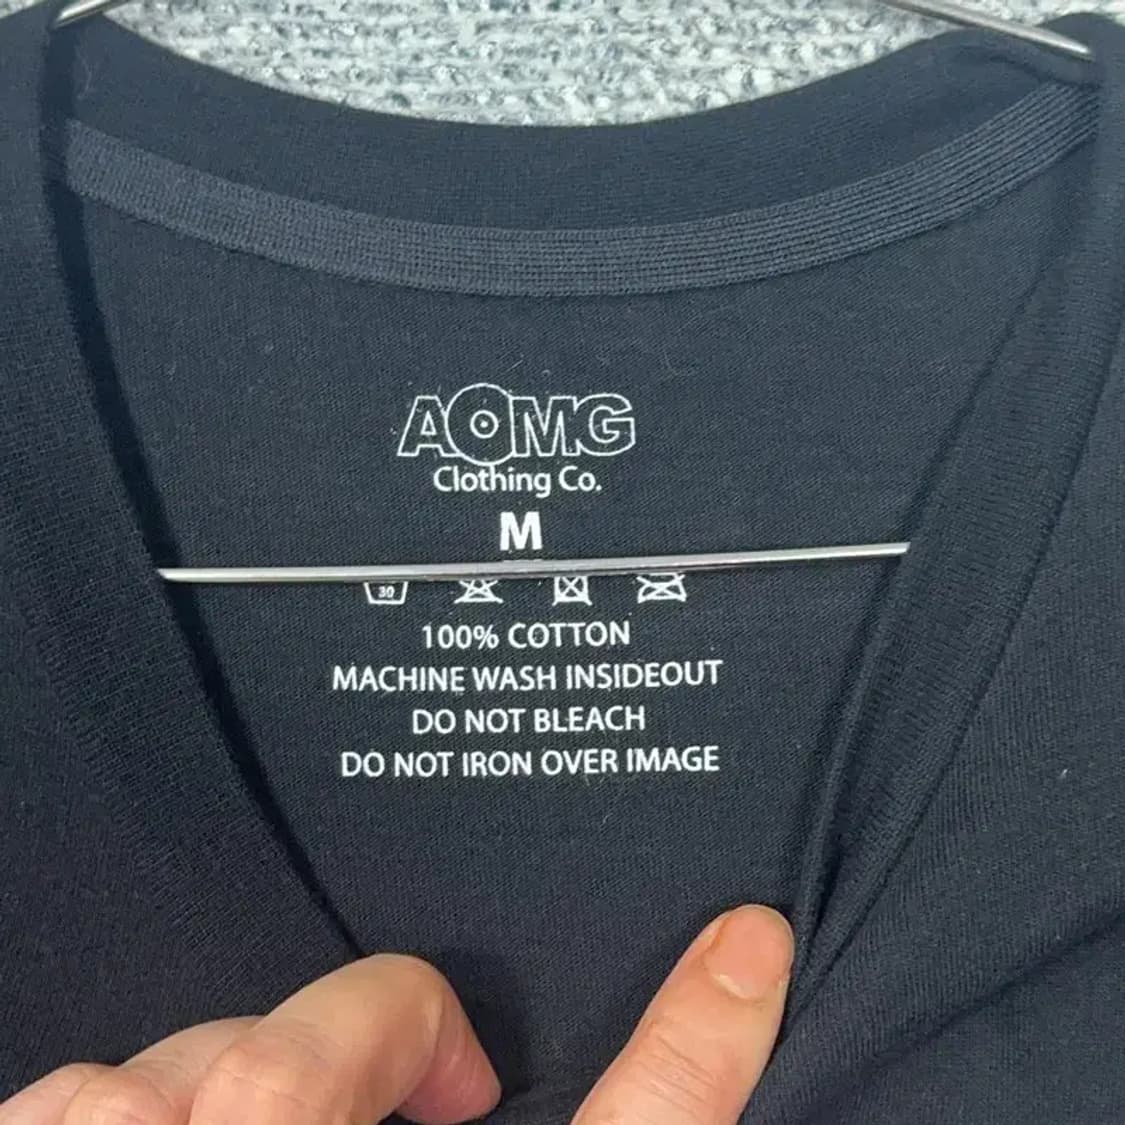 AOMG
Clothing Co.
M
30
100% COTTON
MACHINE WASH INSIDEOUT
DO NOT BLEACH
DO NOT IRON OVER IMAGE